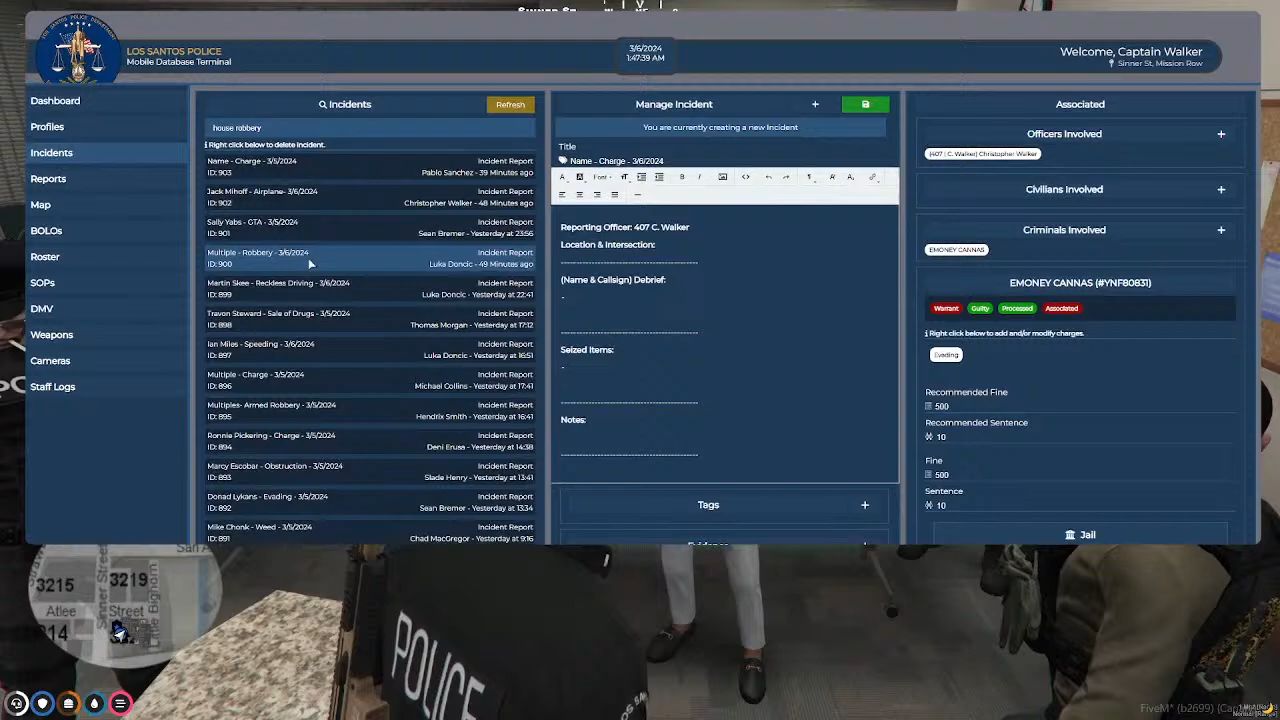 LOS SANTOS POLICE
Mobile Database Terminal
3/6/2024
1:47:39 AM
Welcome, Captain Walker
Sinner St, Mission Row
Dashboard
Profiles
Incidents
Reports
Map
BOLOs
Roster
SOPs
DMV
Weapons
Cameras
Staff Logs
Incidents
Refresh
house robbery
Right click below to delete incident.
Name - Charge - 3/5/2024 Incident Report
ID: 903 Pablo Sanchez - 39 Minutes ago
Jack Mihoff - Airplane- 3/6/2024 Incident Report
ID: 902 Christopher Walker - 48 Minutes ago
Sally Yabs - GTA - 3/5/2024 Incident Report
ID: 901 Sean Bremer - Yesterday at 23:56
Multiple - Robbery - 3/6/2024 Incident Report
ID: 900 Luka Doncic - 49 Minutes ago
Martin Skee - Reckless Driving - 3/6/2024 Incident Report
ID: 899 Luka Doncic - Yesterday at 22:41
Travon Steward - Sale of Drugs - 3/6/2024 Incident Report
ID: 898 Thomas Morgan - Yesterday at 17:12
Ian Miles - Speeding - 3/6/2024 Incident Report
ID: 897 Luka Doncic - Yesterday at 16:51
Multiple - Charge - 3/5/2024 Incident Report
ID: 896 Michael Collins - Yesterday at 17:41
Multiples- Armed Robbery - 3/5/2024 Incident Report
ID: 895 Hendrix Smith - Yesterday at 16:41
Ronnie Pickering - Charge - 3/5/2024 Incident Report
ID: 894 Deni Erusa - Yesterday at 14:38
Marcy Escobar - Obstruction - 3/5/2024 Incident Report
ID: 893 Slade Henry - Yesterday at 13:41
Donad Lykans - Evading - 3/5/2024 Incident Report
ID: 892 Sean Bremer - Yesterday at 13:34
Mike Chonk - Weed - 3/5/2024 Incident Report
ID: 891 Chad MacGregor - Yesterday at 9:16
Manage Incident +
You are currently creating a new Incident
Title
Name - Charge - 3/6/2024
Font
Reporting Officer: 407 C. Walker
Location & Intersection:
(Name & Callsign) Debrief:
-
Seized Items:
-
Notes:
Tags +
Associated
Officers Involved +
(407 | C. Walker) Christopher Walker
Civilians Involved +
Criminals Involved +
EMONEY CANNAS
EMONEY CANNAS (#YNF80831)
Warrant Guilty Processed Associated
Right click below to add and/or modify charges.
Evading
Recommended Fine
500
Recommended Sentence
10
Fine
500
Sentence
10
Jail
3215
3219
Sinner Street
Little Bighorn
Atlee Street
POLICE
FiveM* (b2699)